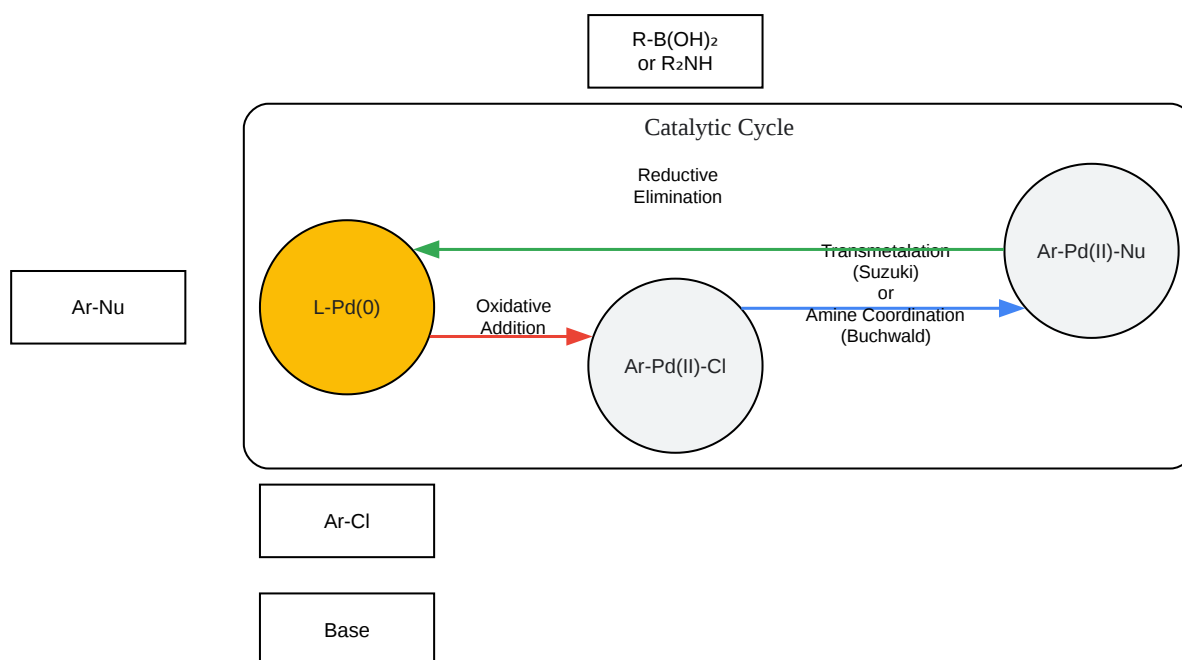 R-B(OH)₂
or R₂NH
Catalytic Cycle
Reductive
Elimination
Ar-Pd(II)-Nu
Transmetalation
(Suzuki)
or
Amine Coordination
(Buchwald)
Ar-Nu
L-Pd(0)
Oxidative
Addition
Ar-Pd(II)-Cl
Ar-Cl
Base